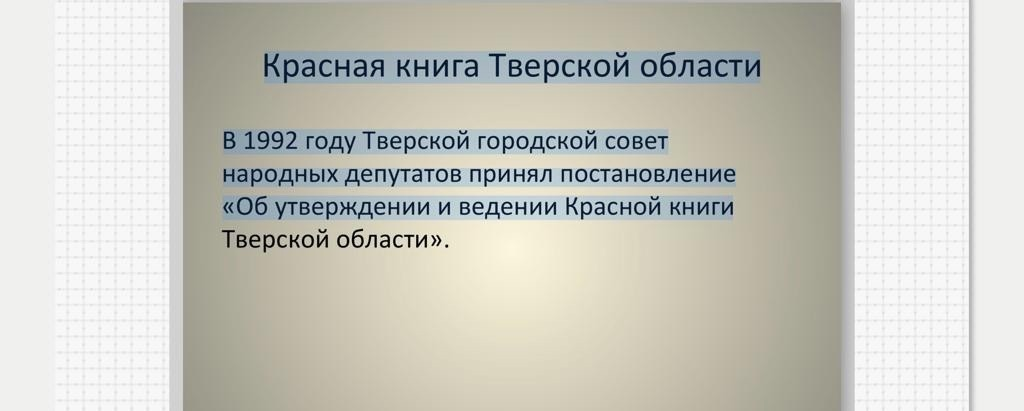 Красная книга Тверской области
В 1992 году Тверской городской совет
народных депутатов принял постановление
«Об утверждении и ведении Красной книги
Тверской области».